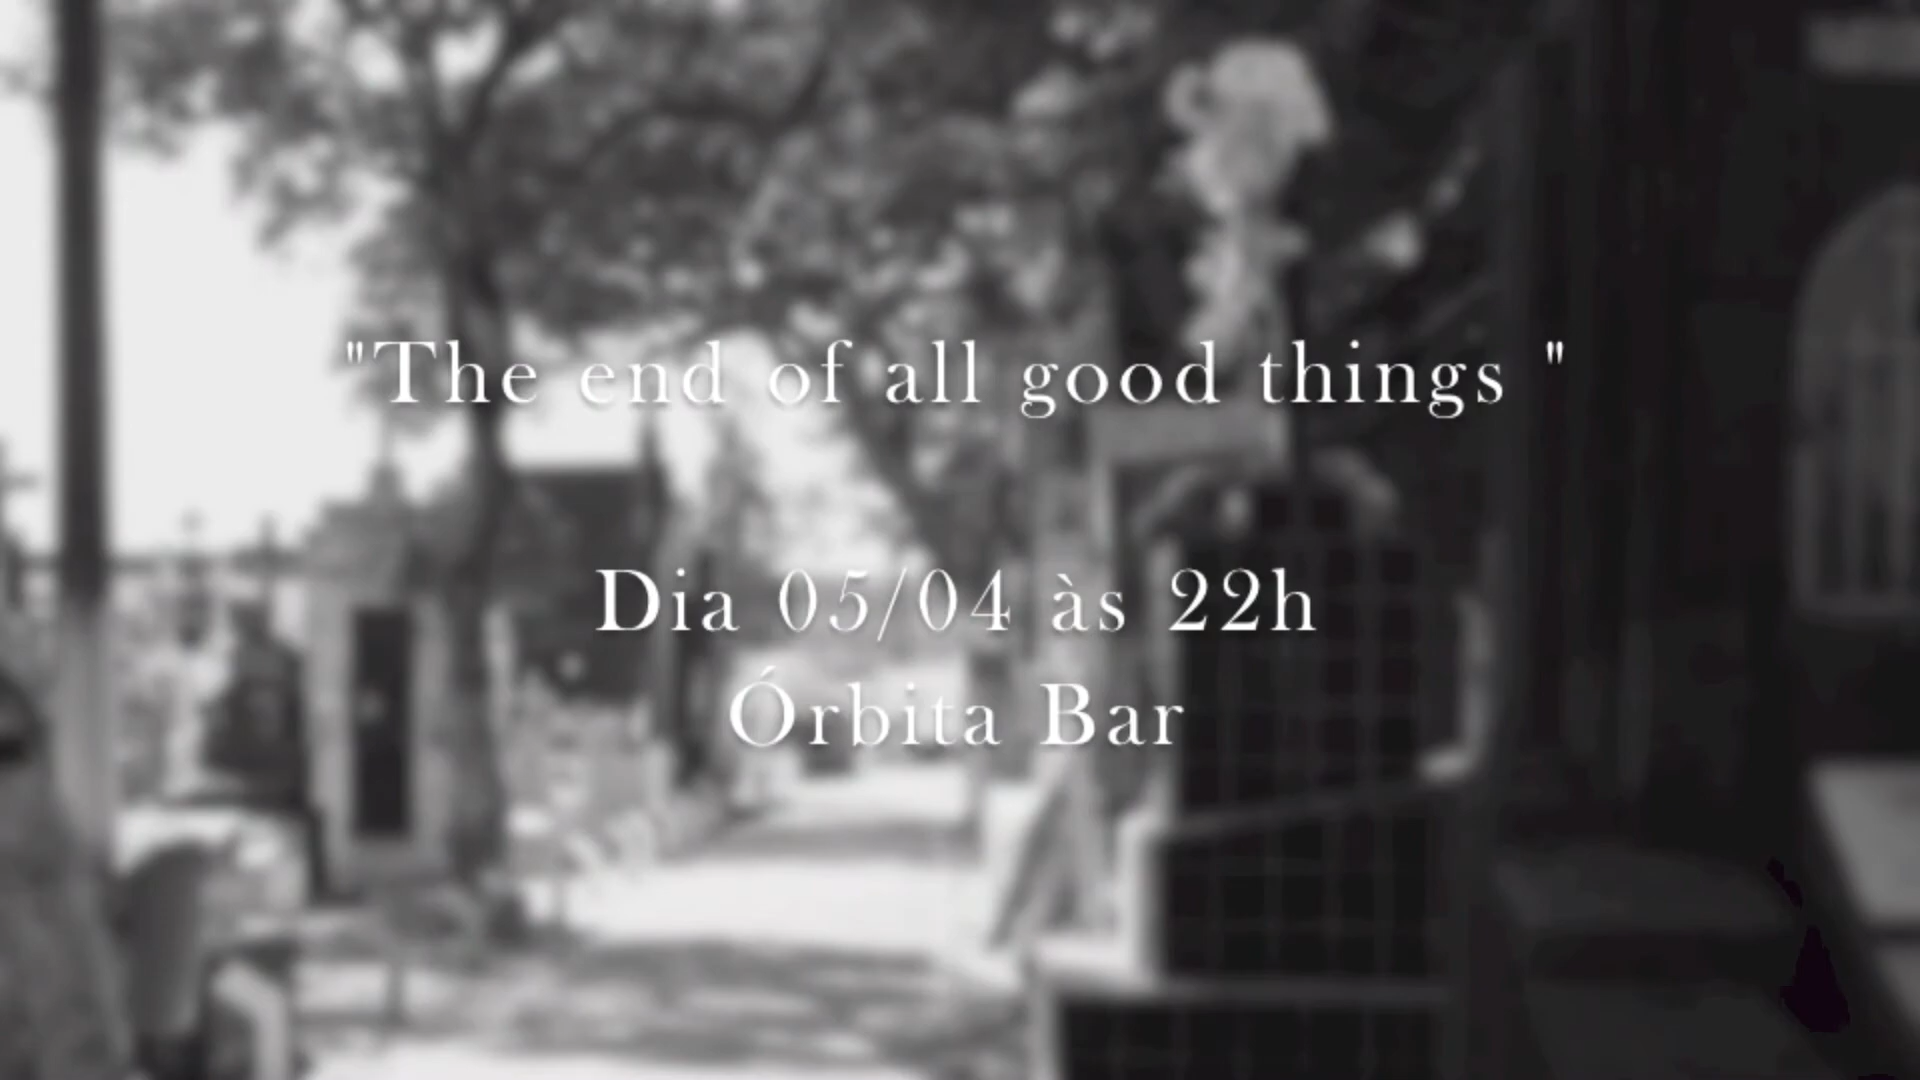 "The end of all good things "
Dia 05/04 às 22h
Órbita Bar